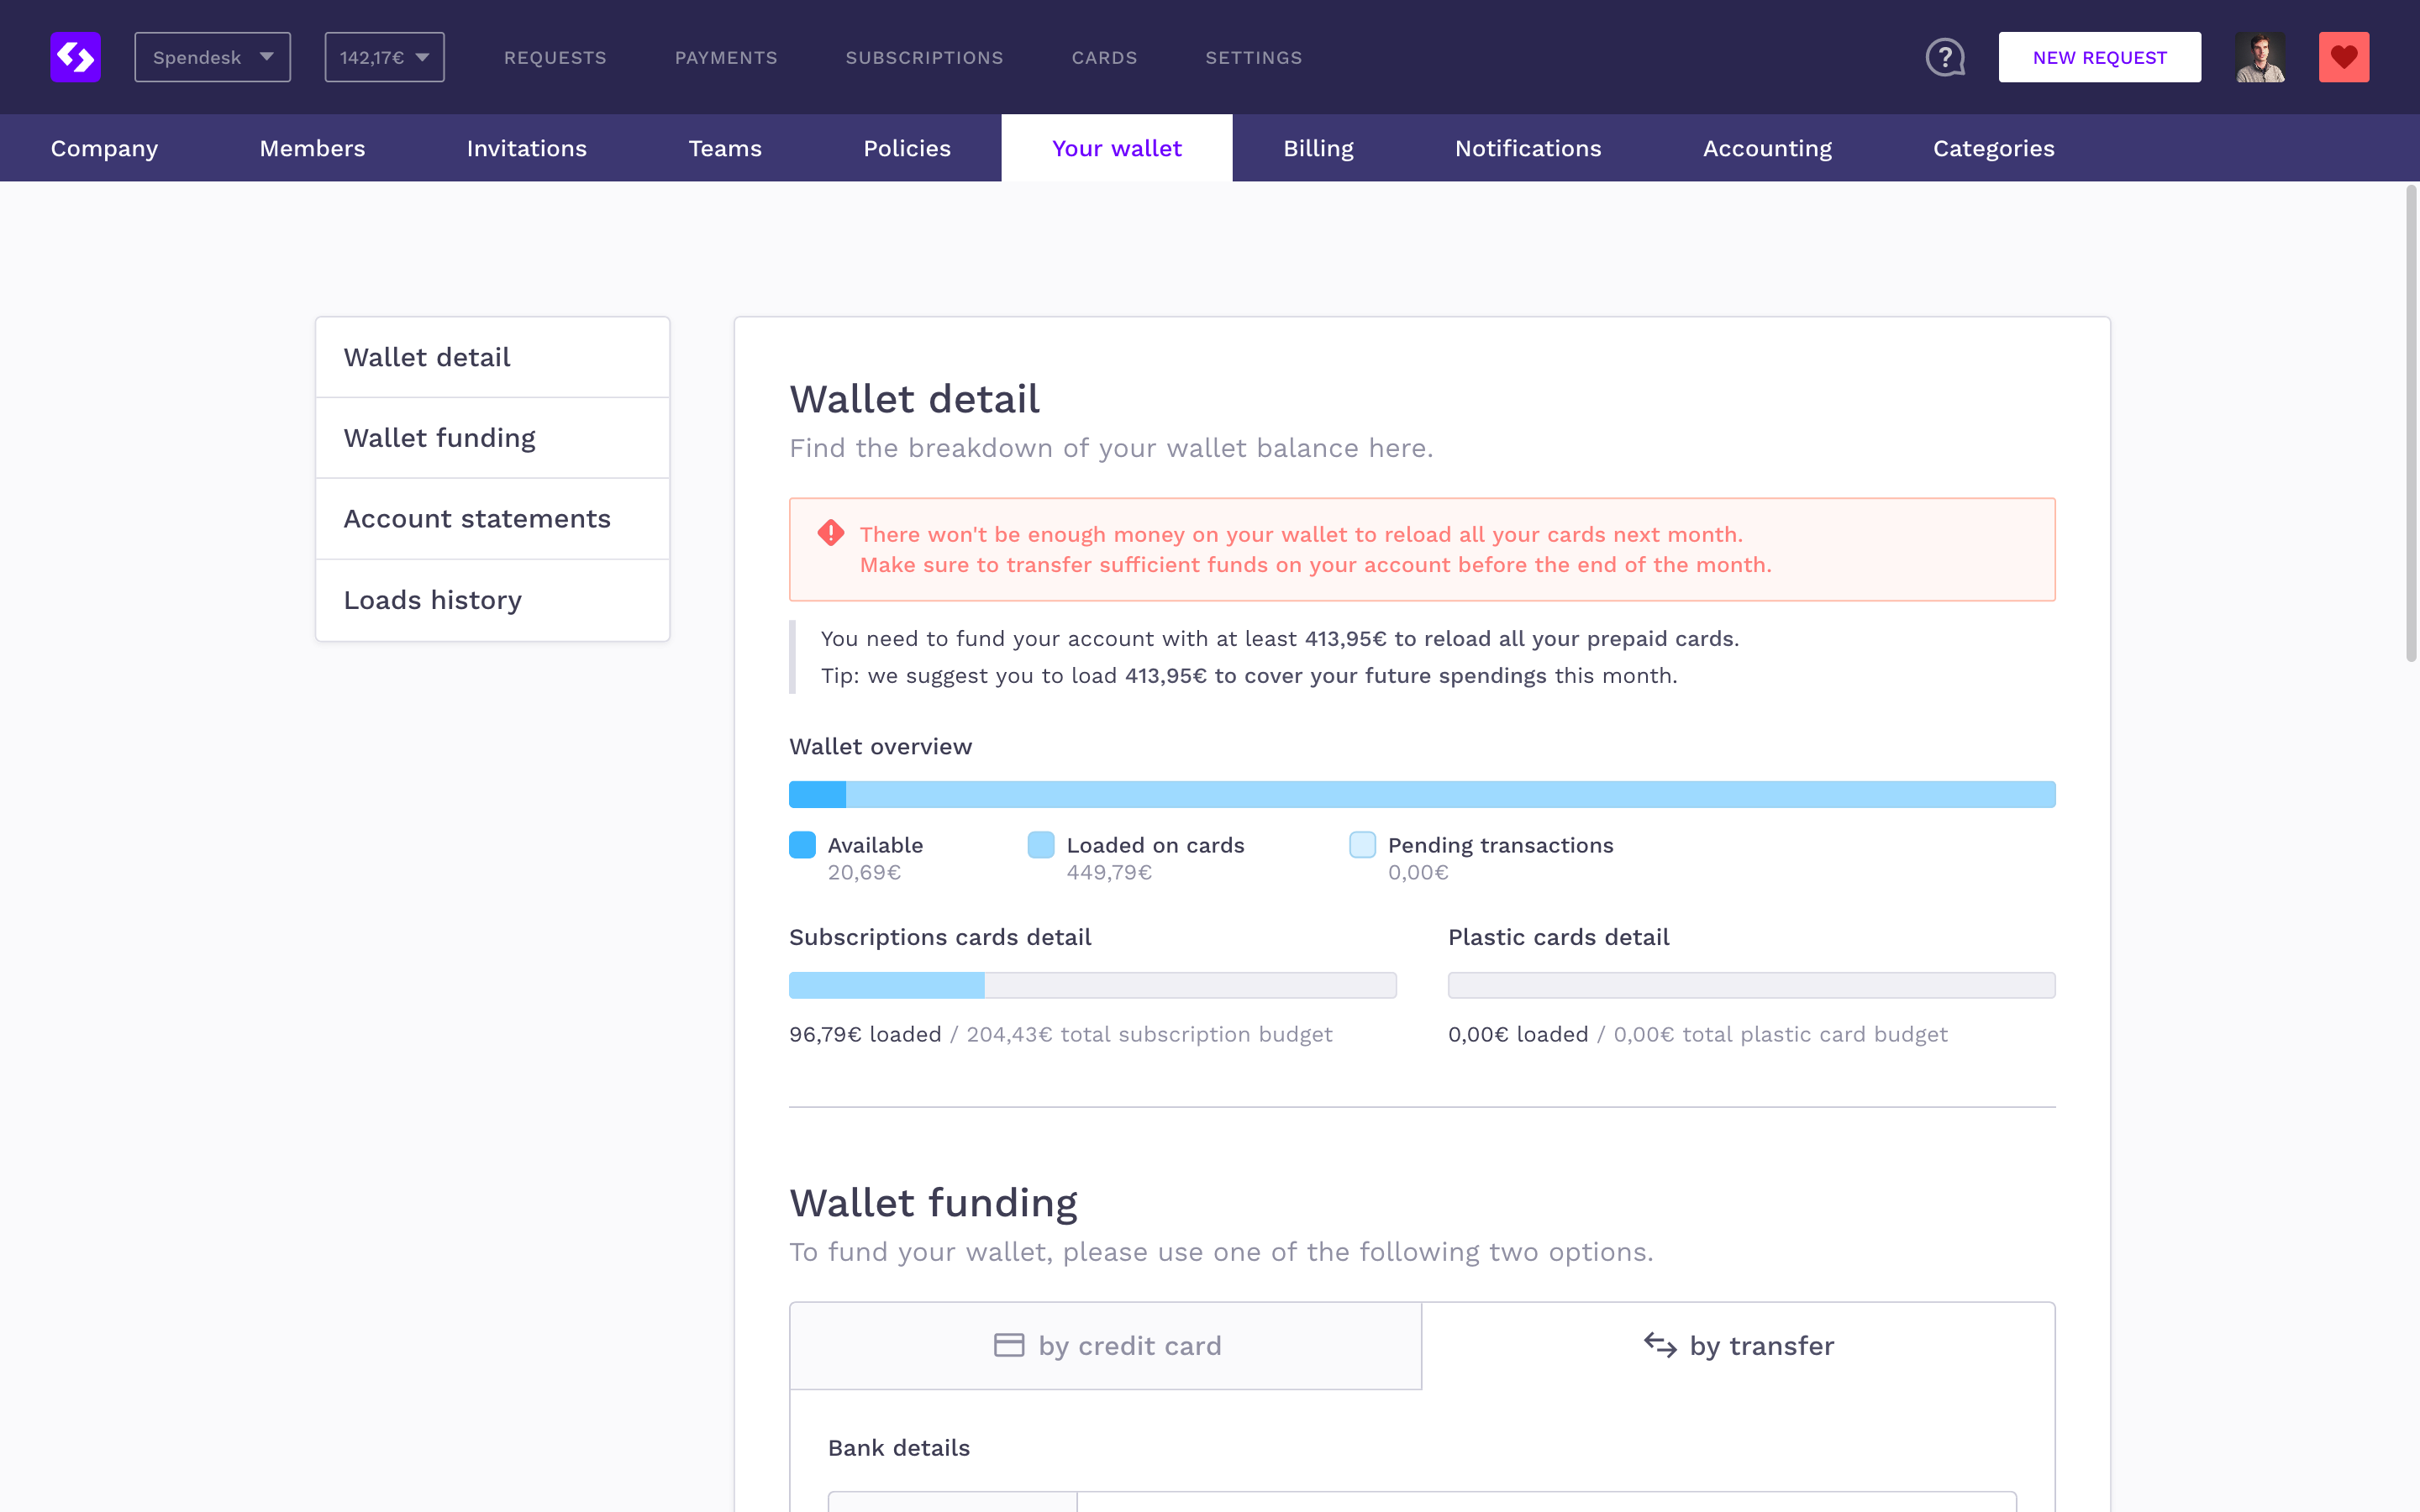 Spendesk
142,17€
REQUESTS
PAYMENTS
SUBSCRIPTIONS
CARDS
SETTINGS
?
NEW REQUEST
Company
Members
Invitations
Teams
Policies
Your wallet
Billing
Notifications
Accounting
Categories
Wallet detail
Wallet funding
Account statements
Loads history
Wallet detail
Find the breakdown of your wallet balance here.
There won't be enough money on your wallet to reload all your cards next month.
Make sure to transfer sufficient funds on your account before the end of the month.
You need to fund your account with at least 413,95€ to reload all your prepaid cards.
Tip: we suggest you to load 413,95€ to cover your future spendings this month.
Wallet overview
Available
20,69€
Loaded on cards
449,79€
Pending transactions
0,00€
Subscriptions cards detail
96,79€ loaded / 204,43€ total subscription budget
Plastic cards detail
0,00€ loaded / 0,00€ total plastic card budget
Wallet funding
To fund your wallet, please use one of the following two options.
by credit card
by transfer
Bank details